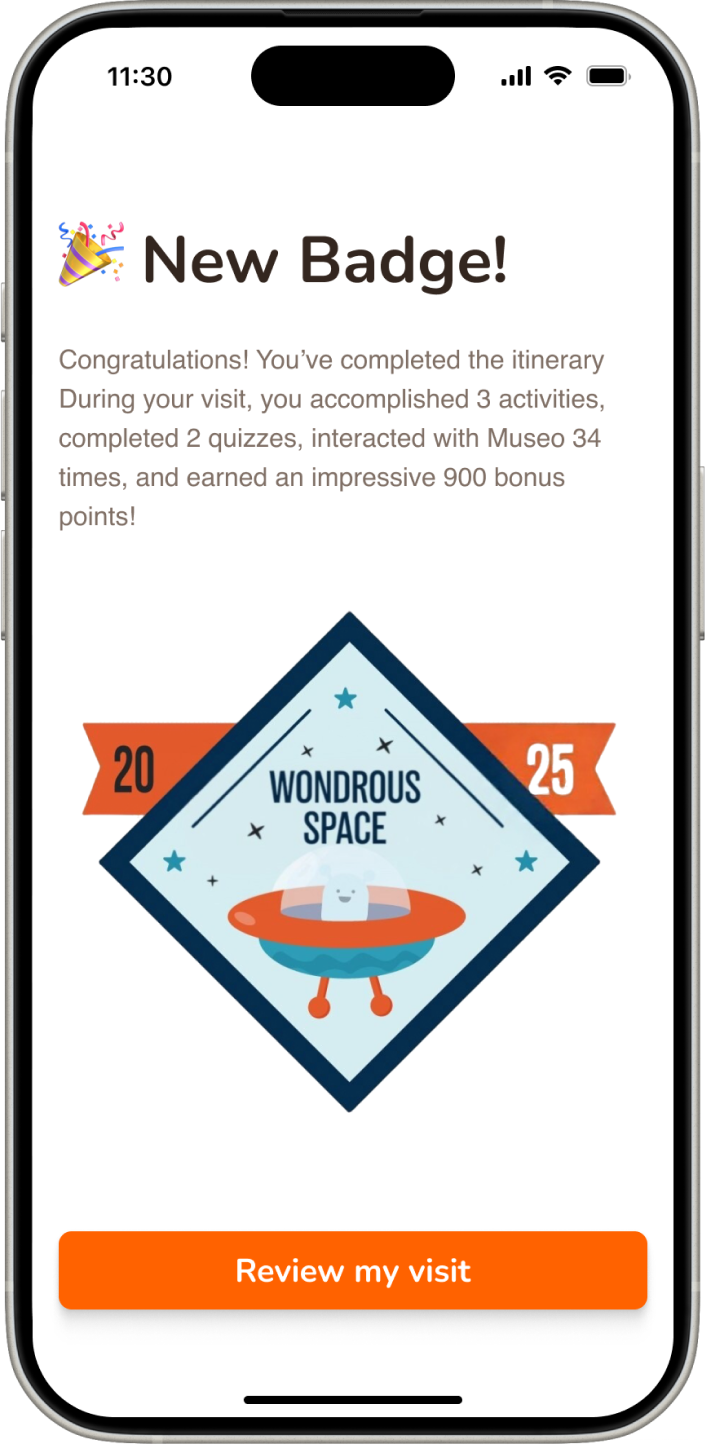 11:30
🎉 New Badge!
Congratulations! You’ve completed the itinerary
During your visit, you accomplished 3 activities,
completed 2 quizzes, interacted with Museo 34
times, and earned an impressive 900 bonus
points!
20
25
WONDROUS
SPACE
Review my visit